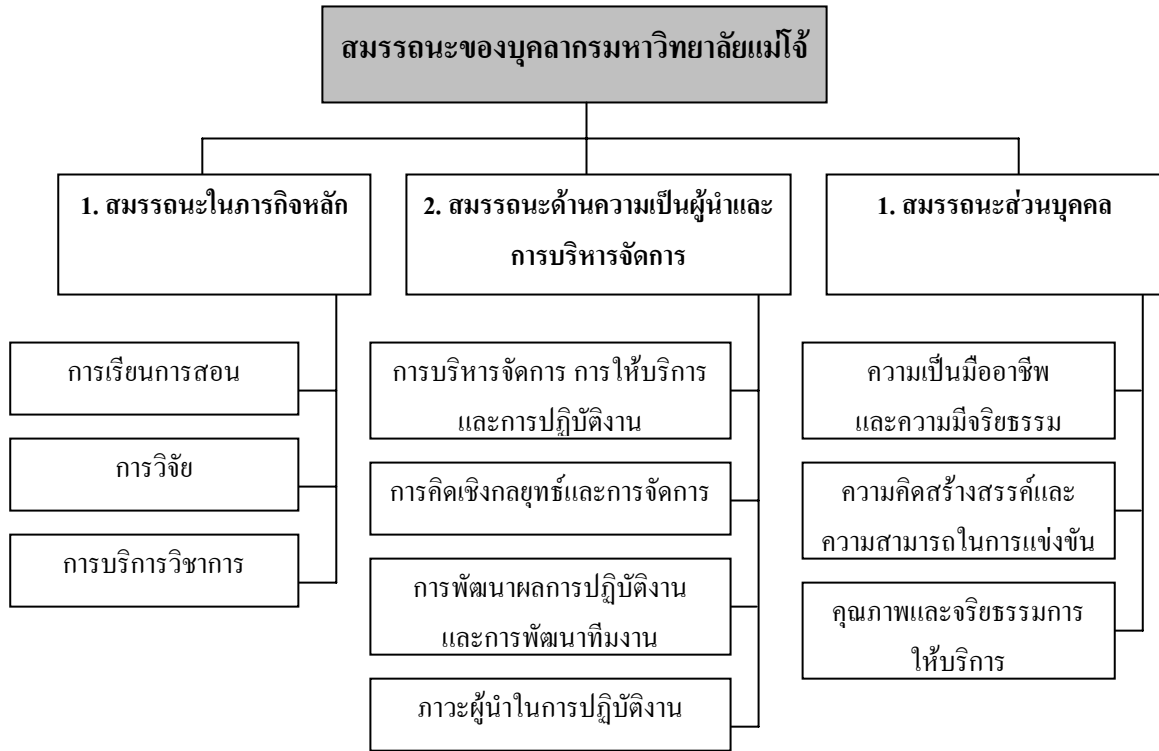 สมรรถนะของบุคลากรมหาวิทยาลัยแม่โจ้
1. สมรรถนะในภารกิจหลัก
2. สมรรถนะด้านความเป็นผู้นำและ
การบริหารจัดการ
1. สมรรถนะส่วนบุคคล
การเรียนการสอน
การวิจัย
การบริการวิชาการ
การบริหารจัดการ การให้บริการ
และการปฏิบัติงาน
การคิดเชิงกลยุทธ์และการจัดการ
การพัฒนาผลการปฏิบัติงาน
และการพัฒนาทีมงาน
ภาวะผู้นำในการปฏิบัติงาน
ความเป็นมืออาชีพ
และความมีจริยธรรม
ความคิดสร้างสรรค์และ
ความสามารถในการแข่งขัน
คุณภาพและจริยธรรมการ
ให้บริการ